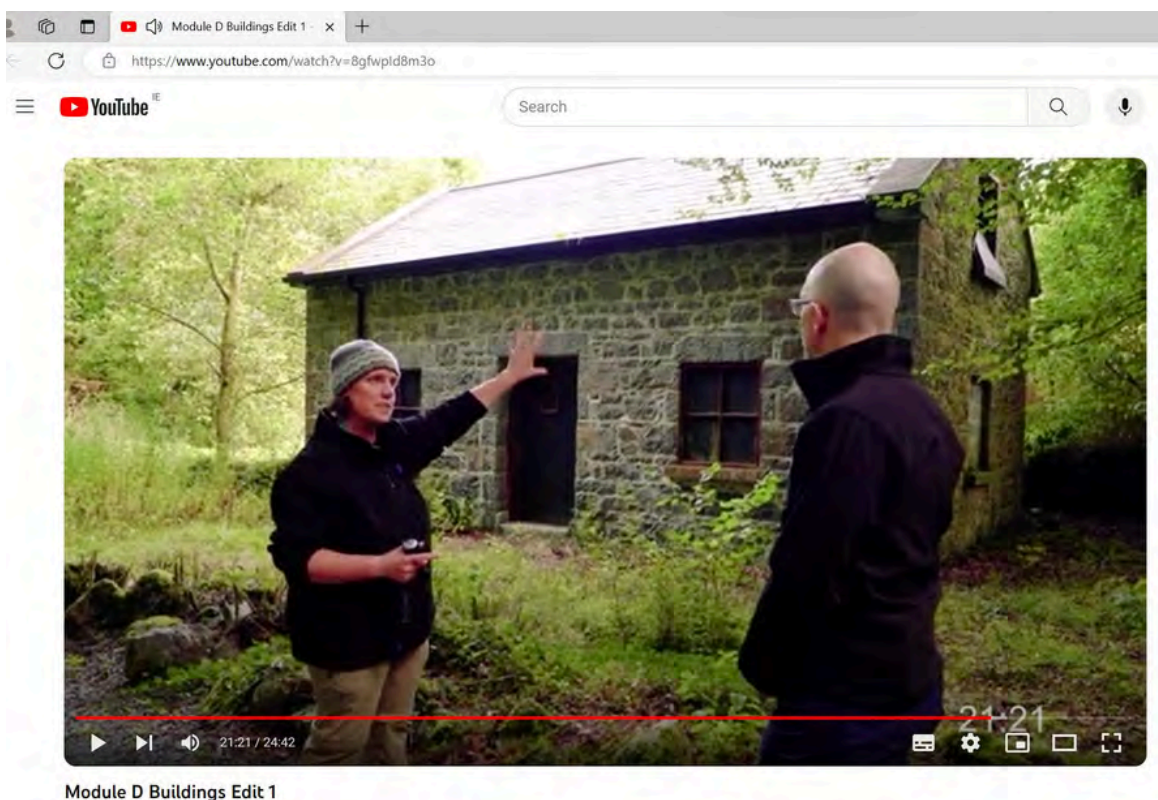 Module D Buildings Edit 1 -
https://www.youtube.com/watch?v=8gfwpId8m3o
YouTube IE
Search
21:21
21:21 / 24:42
Module D Buildings Edit 1